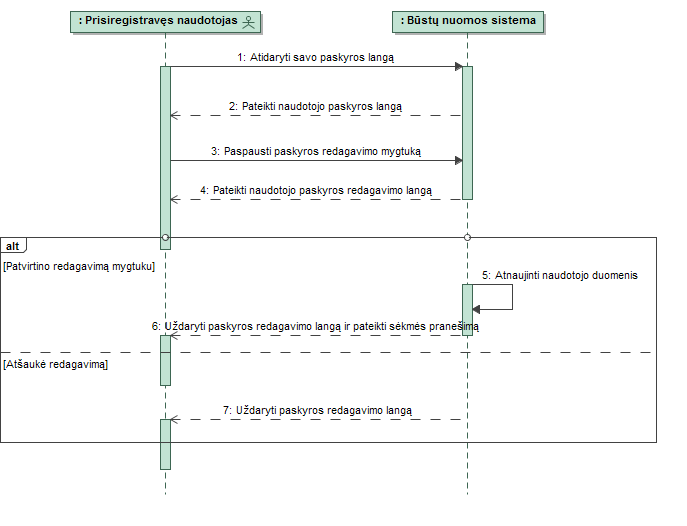 : Prisiregistravęs naudotojas
: Būstų nuomos sistema
1: Atidaryti savo paskyros langą
2: Pateikti naudotojo paskyros langą
3: Paspausti paskyros redagavimo mygtuką
4: Pateikti naudotojo paskyros redagavimo langą
alt
[Patvirtino redagavimą mygtuku]
5: Atnaujinti naudotojo duomenis
6: Uždaryti paskyros redagavimo langą ir pateikti sėkmės pranešimą
[Atšaukė redagavimą]
7: Uždaryti paskyros redagavimo langą